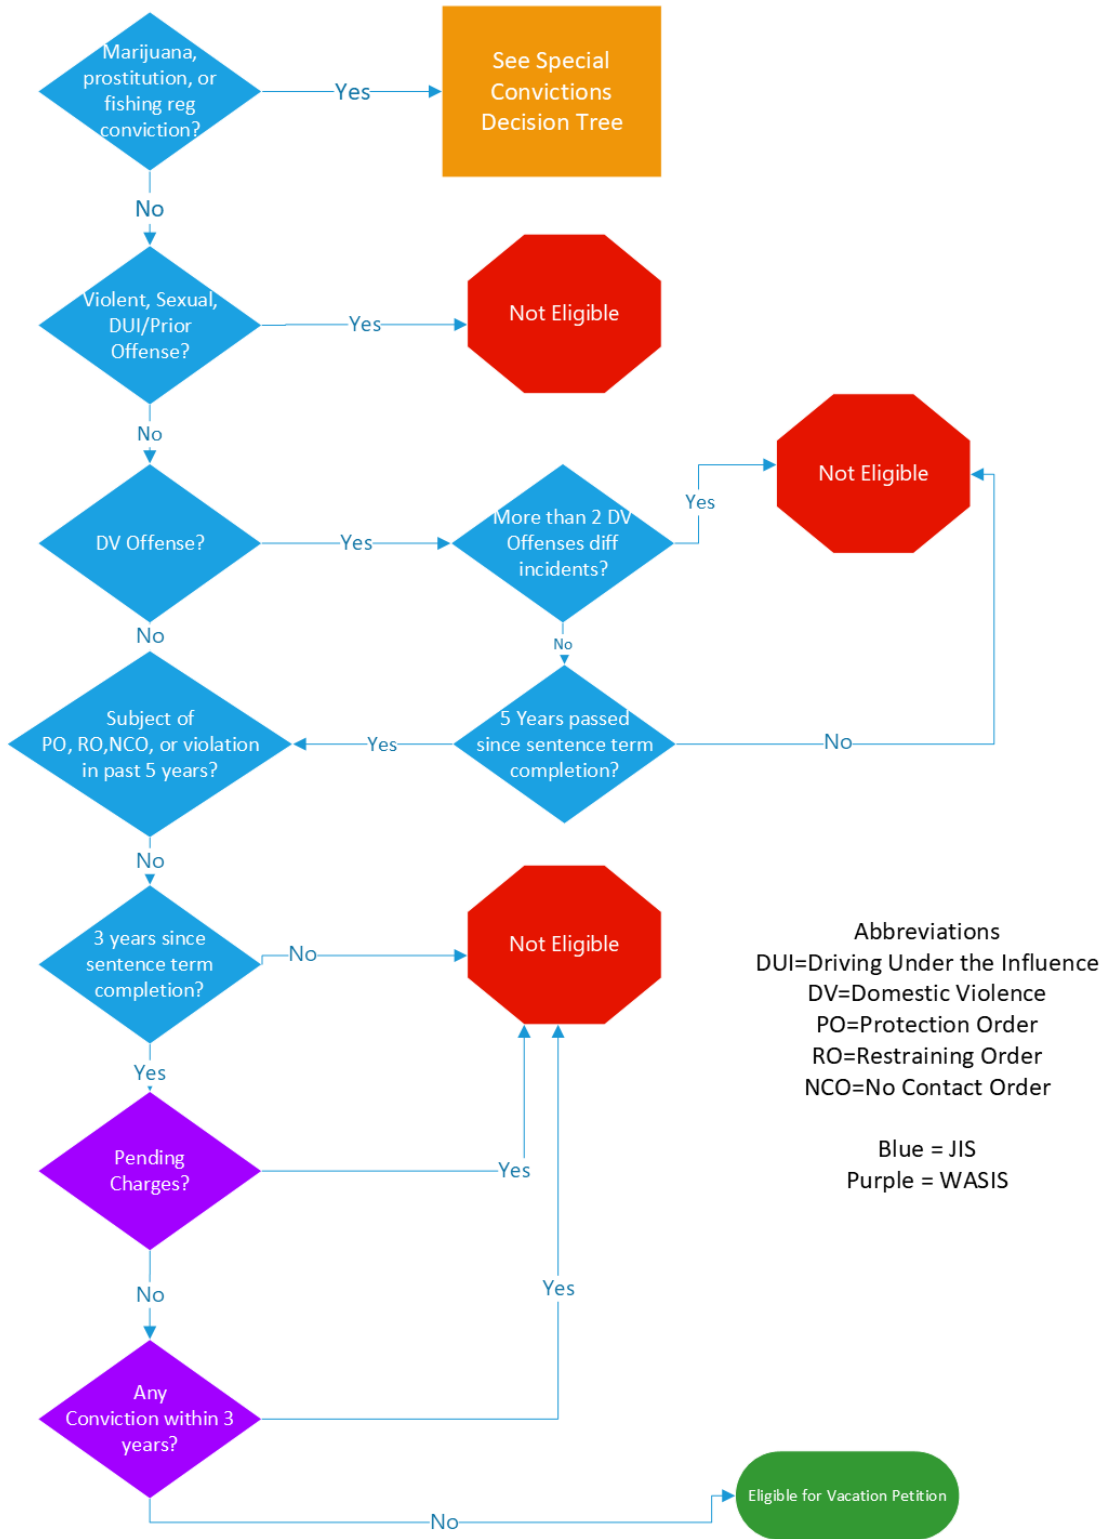 Marijuana,
prostitution, or
fishing reg
conviction?
Yes
See Special
Convictions
Decision Tree
No
Violent, Sexual,
DUI/Prior
Offense?
Yes
Not Eligible
No
DV Offense?
Yes
More than 2 DV
Offenses diff
incidents?
Yes
Not Eligible
No
No
Subject of
PO, RO,NCO, or violation
in past 5 years?
Yes
5 Years passed
since sentence term
completion?
No
No
3 years since
sentence term
completion?
No
Not Eligible
Yes
Pending
Charges?
Yes
No
Yes
Any
Conviction within 3
years?
No
Eligible for Vacation Petition
Abbreviations
DUI=Driving Under the Influence
DV=Domestic Violence
PO=Protection Order
RO=Restraining Order
NCO=No Contact Order
Blue = JIS
Purple = WASIS